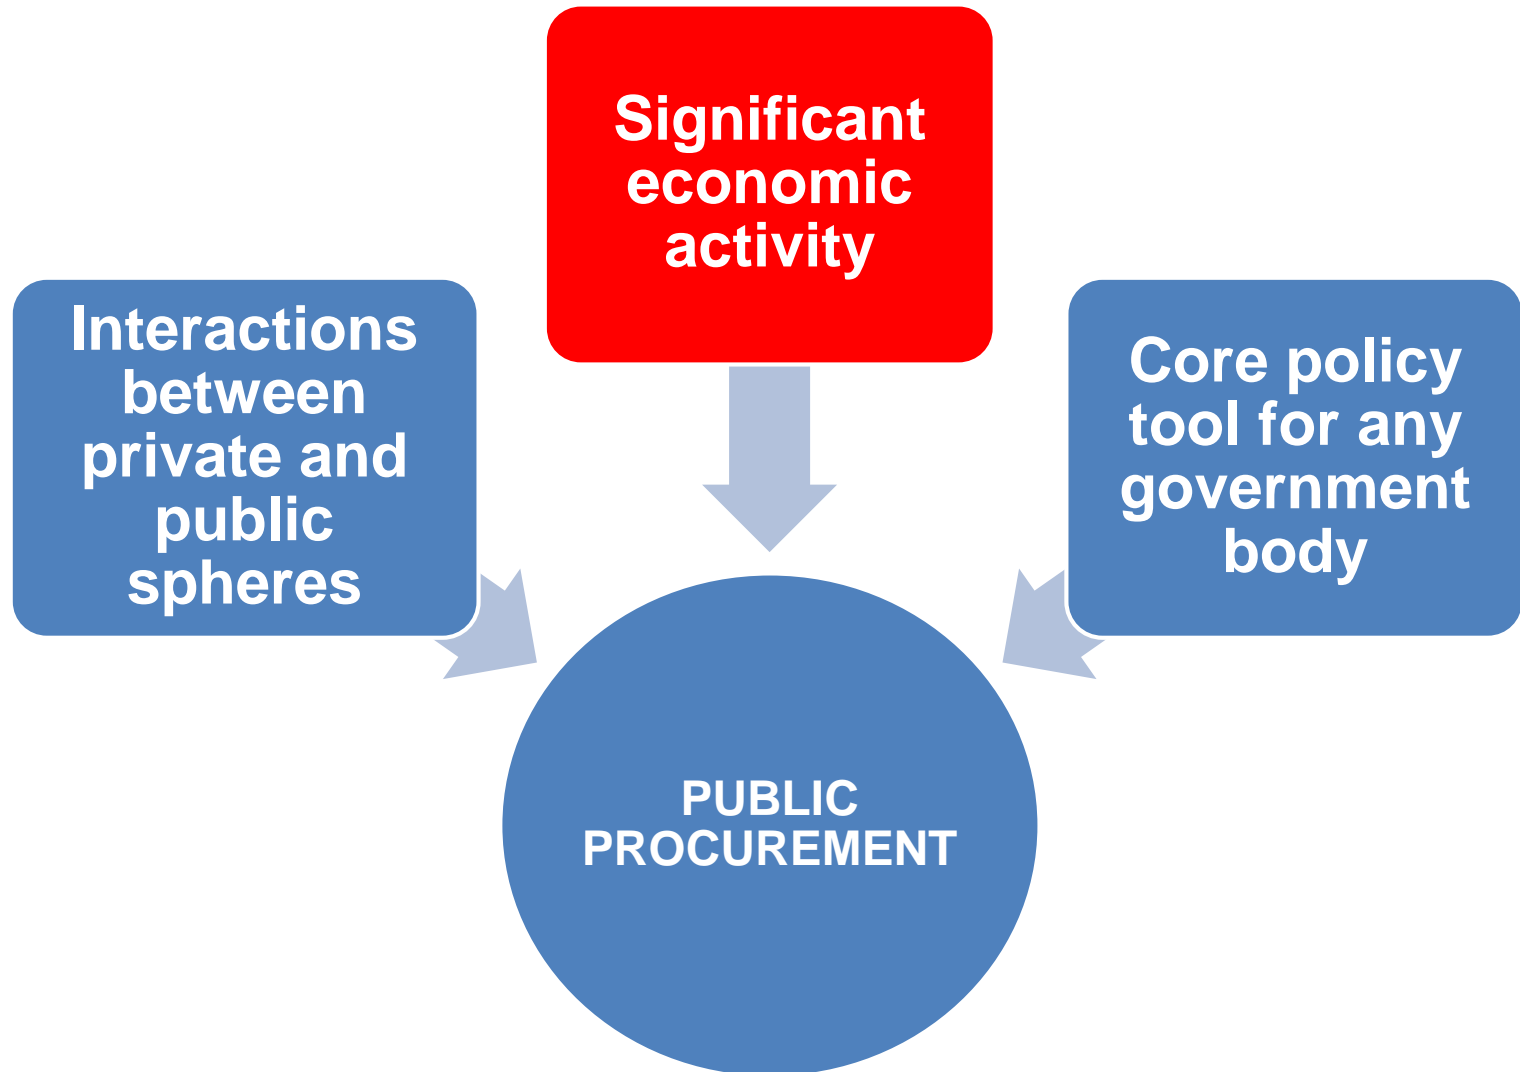 Significant
economic
activity
Interactions
between
private and
public
spheres
Core policy
tool for any
government
body
PUBLIC
PROCUREMENT